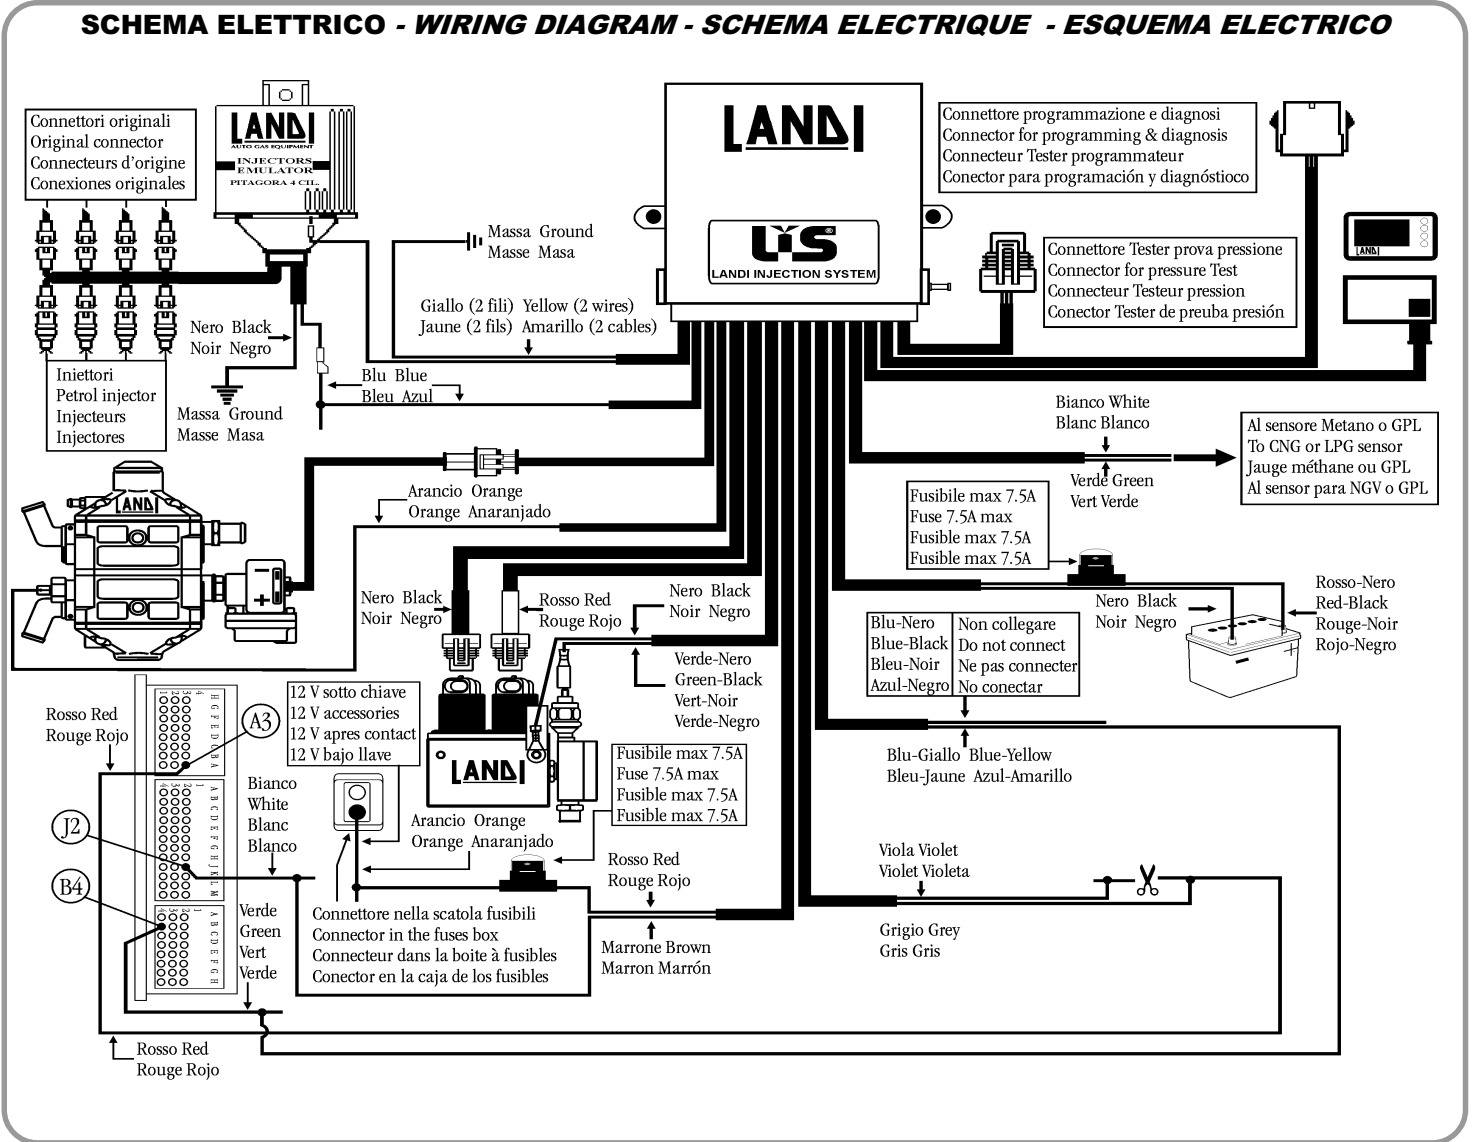 SCHEMA ELETTRICO - WIRING DIAGRAM - SCHEMA ELECTRIQUE - ESQUEMA ELECTRICO
Connettori originali
Original connector
Connecteurs d'origine
Conexiones originales
LANDI
AUTO GAS EQUIPMENT
INJECTORS
EMULATOR
PITAGORA 4 CIL.
LANDI
LIS®
LANDI INJECTION SYSTEM
Connettore programmazione e diagnosi
Connector for programming & diagnosis
Connecteur Tester programmateur
Conector para programación y diagnóstioco
Massa Ground
Masse Masa
Connettore Tester prova pressione
Connector for pressure Test
Connecteur Testeur pression
Conector Tester de preuba presión
LANDI
Giallo (2 fili) Yellow (2 wires)
Jaune (2 fils) Amarillo (2 cables)
Nero Black
Noir Negro
Iniettori
Petrol injector
Injecteurs
Injectores
Massa Ground
Masse Masa
Blu Blue
Bleu Azul
Bianco White
Blanc Blanco
Al sensore Metano o GPL
To CNG or LPG sensor
Jauge méthane ou GPL
Al sensor para NGV o GPL
Verde Green
Vert Verde
LANDI
Arancio Orange
Orange Anaranjado
Fusibile max 7.5A
Fuse 7.5A max
Fusible max 7.5A
Fusible max 7.5A
Nero Black
Noir Negro
Rosso Red
Rouge Rojo
Nero Black
Noir Negro
Nero Black
Noir Negro
Rosso-Nero
Red-Black
Rouge-Noir
Rojo-Negro
Blu-Nero
Blue-Black
Bleu-Noir
Azul-Negro
Non collegare
Do not connect
Ne pas connecter
No conectar
Verde-Nero
Green-Black
Vert-Noir
Verde-Negro
Rosso Red
Rouge Rojo
1 2 3 4
H G F E D C B A
A3
12 V sotto chiave
12 V accessories
12 V apres contact
12 V bajo llave
LANDI
Fusibile max 7.5A
Fuse 7.5A max
Fusible max 7.5A
Fusible max 7.5A
Blu-Giallo Blue-Yellow
Bleu-Jaune Azul-Amarillo
Bianco
White
Blanc
Blanco
4 3 2 1
A B C D E F G H J K L M
J2
B4
Arancio Orange
Orange Anaranjado
Rosso Red
Rouge Rojo
Viola Violet
Violet Violeta
4 3 2 1
A B C D E F G H
Verde
Green
Vert
Verde
Connettore nella scatola fusibili
Connector in the fuses box
Connecteur dans la boite à fusibles
Conector en la caja de los fusibles
Marrone Brown
Marron Marrón
Grigio Grey
Gris Gris
Rosso Red
Rouge Rojo